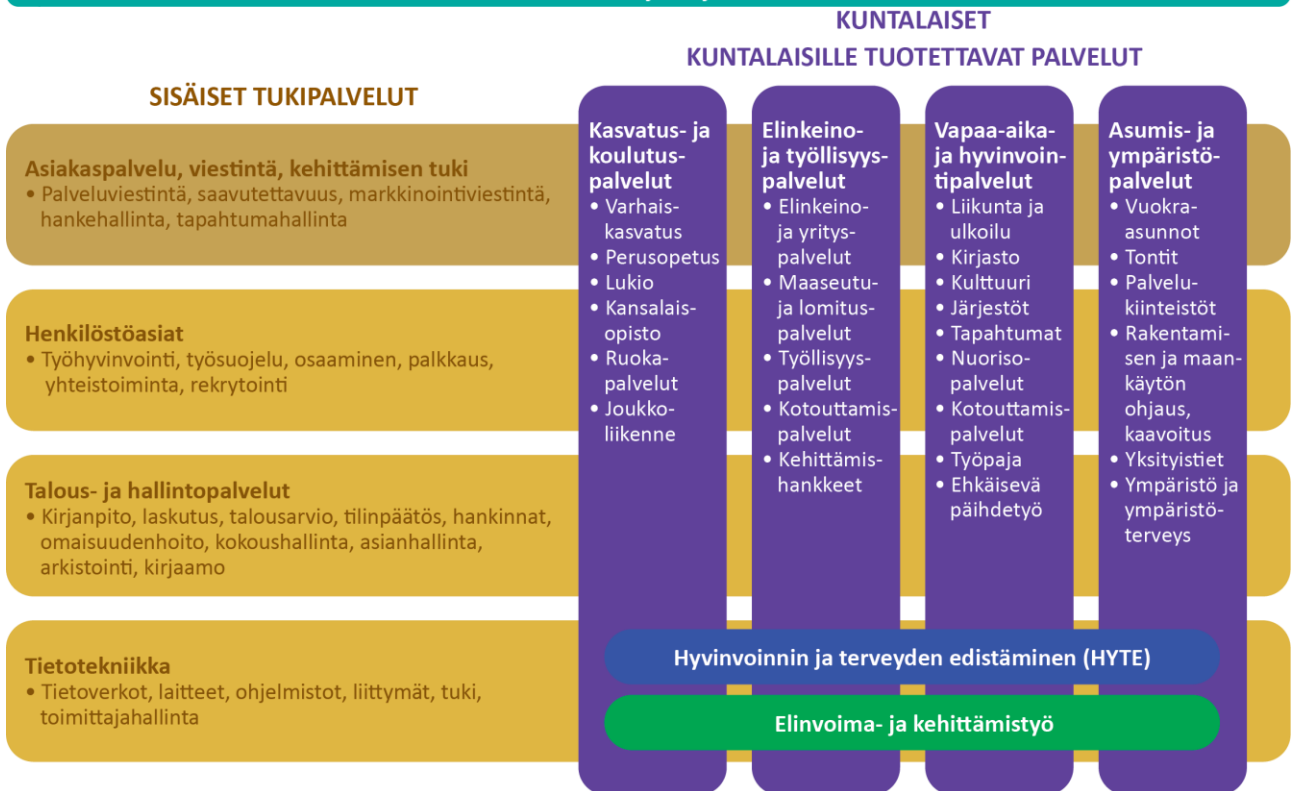 KUNTALAISET
KUNTALAISILLE TUOTETTAVAT PALVELUT
SISÄISET TUKIPALVELUT
Asiakaspalvelu, viestintä, kehittämisen tuki
• Palveluviestintä, saavutettavuus, markkinointiviestintä,
hankehallinta, tapahtumahallinta
Henkilöstöasiat
• Työhyvinvointi, työsuojelu, osaaminen, palkkaus,
yhteistoiminta, rekrytointi
Talous- ja hallintopalvelut
• Kirjanpito, laskutus, talousarvio, tilinpäätös, hankinnat,
omaisuudenhoito, kokoushallinta, asianhallinta,
arkistointi, kirjaamo
Tietotekniikka
• Tietoverkot, laitteet, ohjelmistot, liittymät, tuki,
toimittajahallinta
Kasvatus- ja
koulutus-
palvelut
• Varhais-
kasvatus
• Perusopetus
• Lukio
• Kansalais-
opisto
• Ruoka-
palvelut
• Joukko-
liikenne
Elinkeino-
ja työllisyys-
palvelut
• Elinkeino-
ja yritys-
palvelut
• Maaseutu-
ja lomitus-
palvelut
• Työllisyys-
palvelut
• Kotouttamis-
palvelut
• Kehittämis-
hankkeet
Vapaa-aika-
ja hyvinvoin-
tipalvelut
• Liikunta ja
ulkoilu
• Kirjasto
• Kulttuuri
• Järjestöt
• Tapahtumat
• Nuoriso-
palvelut
• Kotouttamis-
palvelut
• Työpaja
• Ehkäisevä
päihdetyö
Asumis- ja
ympäristö-
palvelut
• Vuokra-
asunnot
• Tontit
• Palvelu-
kiinteistöt
• Rakentami-
sen ja maan-
käytön
ohjaus,
kaavoitus
• Yksityistiet
• Ympäristö ja
ympäristö-
terveys
Hyvinvoinnin ja terveyden edistäminen (HYTE)
Elinvoima- ja kehittämistyö